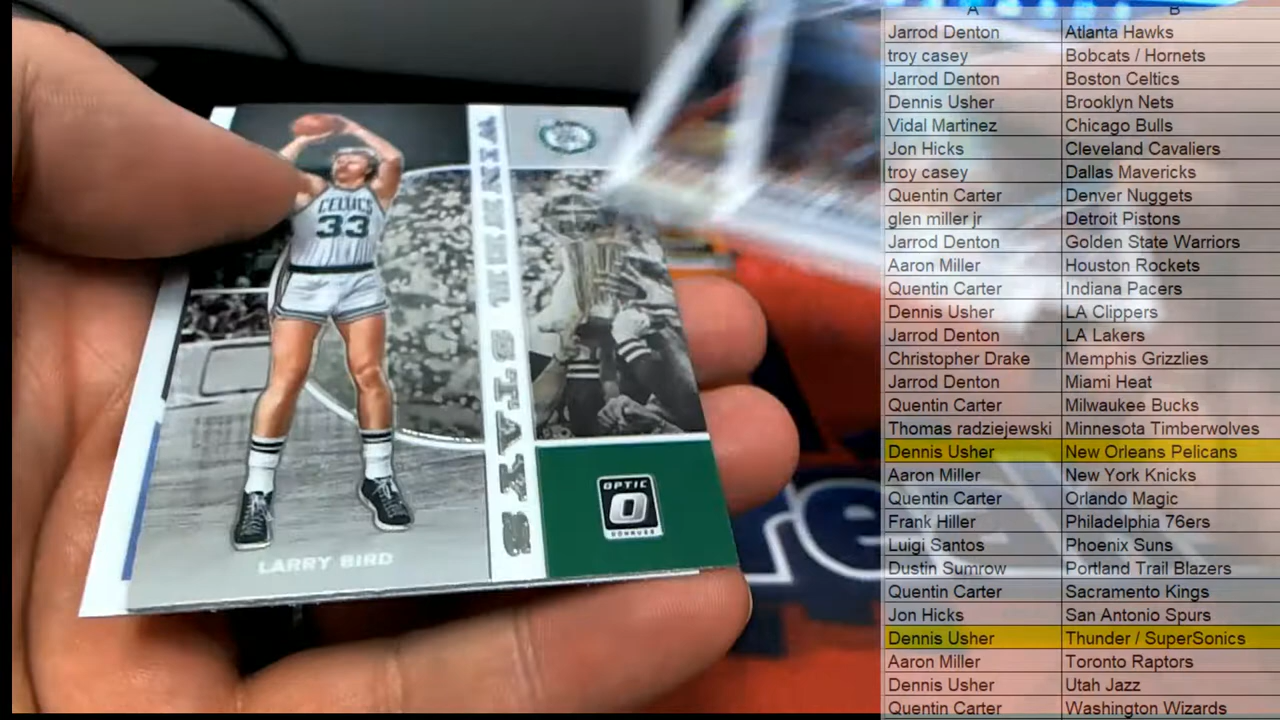 CELTICS
33
WINNER STAYS
LARRY BIRD
OPTIC
DONRUSS
A B
Jarrod Denton Atlanta Hawks
troy casey Bobcats / Hornets
Jarrod Denton Boston Celtics
Dennis Usher Brooklyn Nets
Vidal Martinez Chicago Bulls
Jon Hicks Cleveland Cavaliers
troy casey Dallas Mavericks
Quentin Carter Denver Nuggets
glen miller jr Detroit Pistons
Jarrod Denton Golden State Warriors
Aaron Miller Houston Rockets
Quentin Carter Indiana Pacers
Dennis Usher LA Clippers
Jarrod Denton LA Lakers
Christopher Drake Memphis Grizzlies
Jarrod Denton Miami Heat
Quentin Carter Milwaukee Bucks
Thomas radziejewski Minnesota Timberwolves
Dennis Usher New Orleans Pelicans
Aaron Miller New York Knicks
Quentin Carter Orlando Magic
Frank Hiller Philadelphia 76ers
Luigi Santos Phoenix Suns
Dustin Sumrow Portland Trail Blazers
Quentin Carter Sacramento Kings
Jon Hicks San Antonio Spurs
Dennis Usher Thunder / SuperSonics
Aaron Miller Toronto Raptors
Dennis Usher Utah Jazz
Quentin Carter Washington Wizards